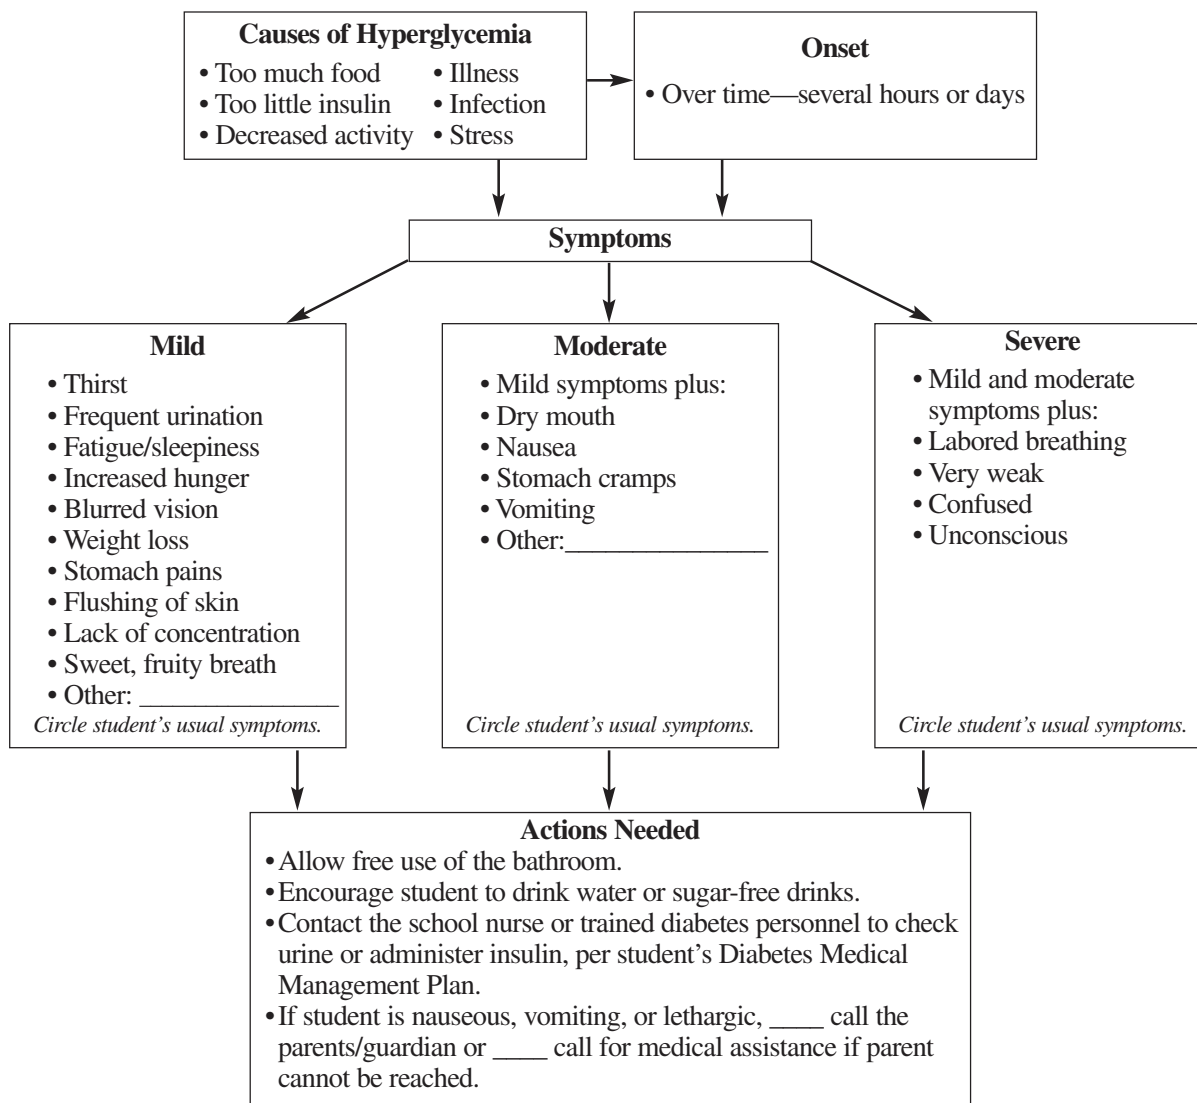 Causes of Hyperglycemia
• Too much food
• Too little insulin
• Decreased activity
• Illness
• Infection
• Stress
Onset
• Over time—several hours or days
Symptoms
Mild
• Thirst
• Frequent urination
• Fatigue/sleepiness
• Increased hunger
• Blurred vision
• Weight loss
• Stomach pains
• Flushing of skin
• Lack of concentration
• Sweet, fruity breath
• Other: _______________
Circle student’s usual symptoms.
Moderate
• Mild symptoms plus:
• Dry mouth
• Nausea
• Stomach cramps
• Vomiting
• Other:_______________
Circle student’s usual symptoms.
Severe
• Mild and moderate
symptoms plus:
• Labored breathing
• Very weak
• Confused
• Unconscious
Circle student’s usual symptoms.
Actions Needed
• Allow free use of the bathroom.
• Encourage student to drink water or sugar-free drinks.
• Contact the school nurse or trained diabetes personnel to check
urine or administer insulin, per student’s Diabetes Medical
Management Plan.
• If student is nauseous, vomiting, or lethargic, ____ call the
parents/guardian or ____ call for medical assistance if parent
cannot be reached.